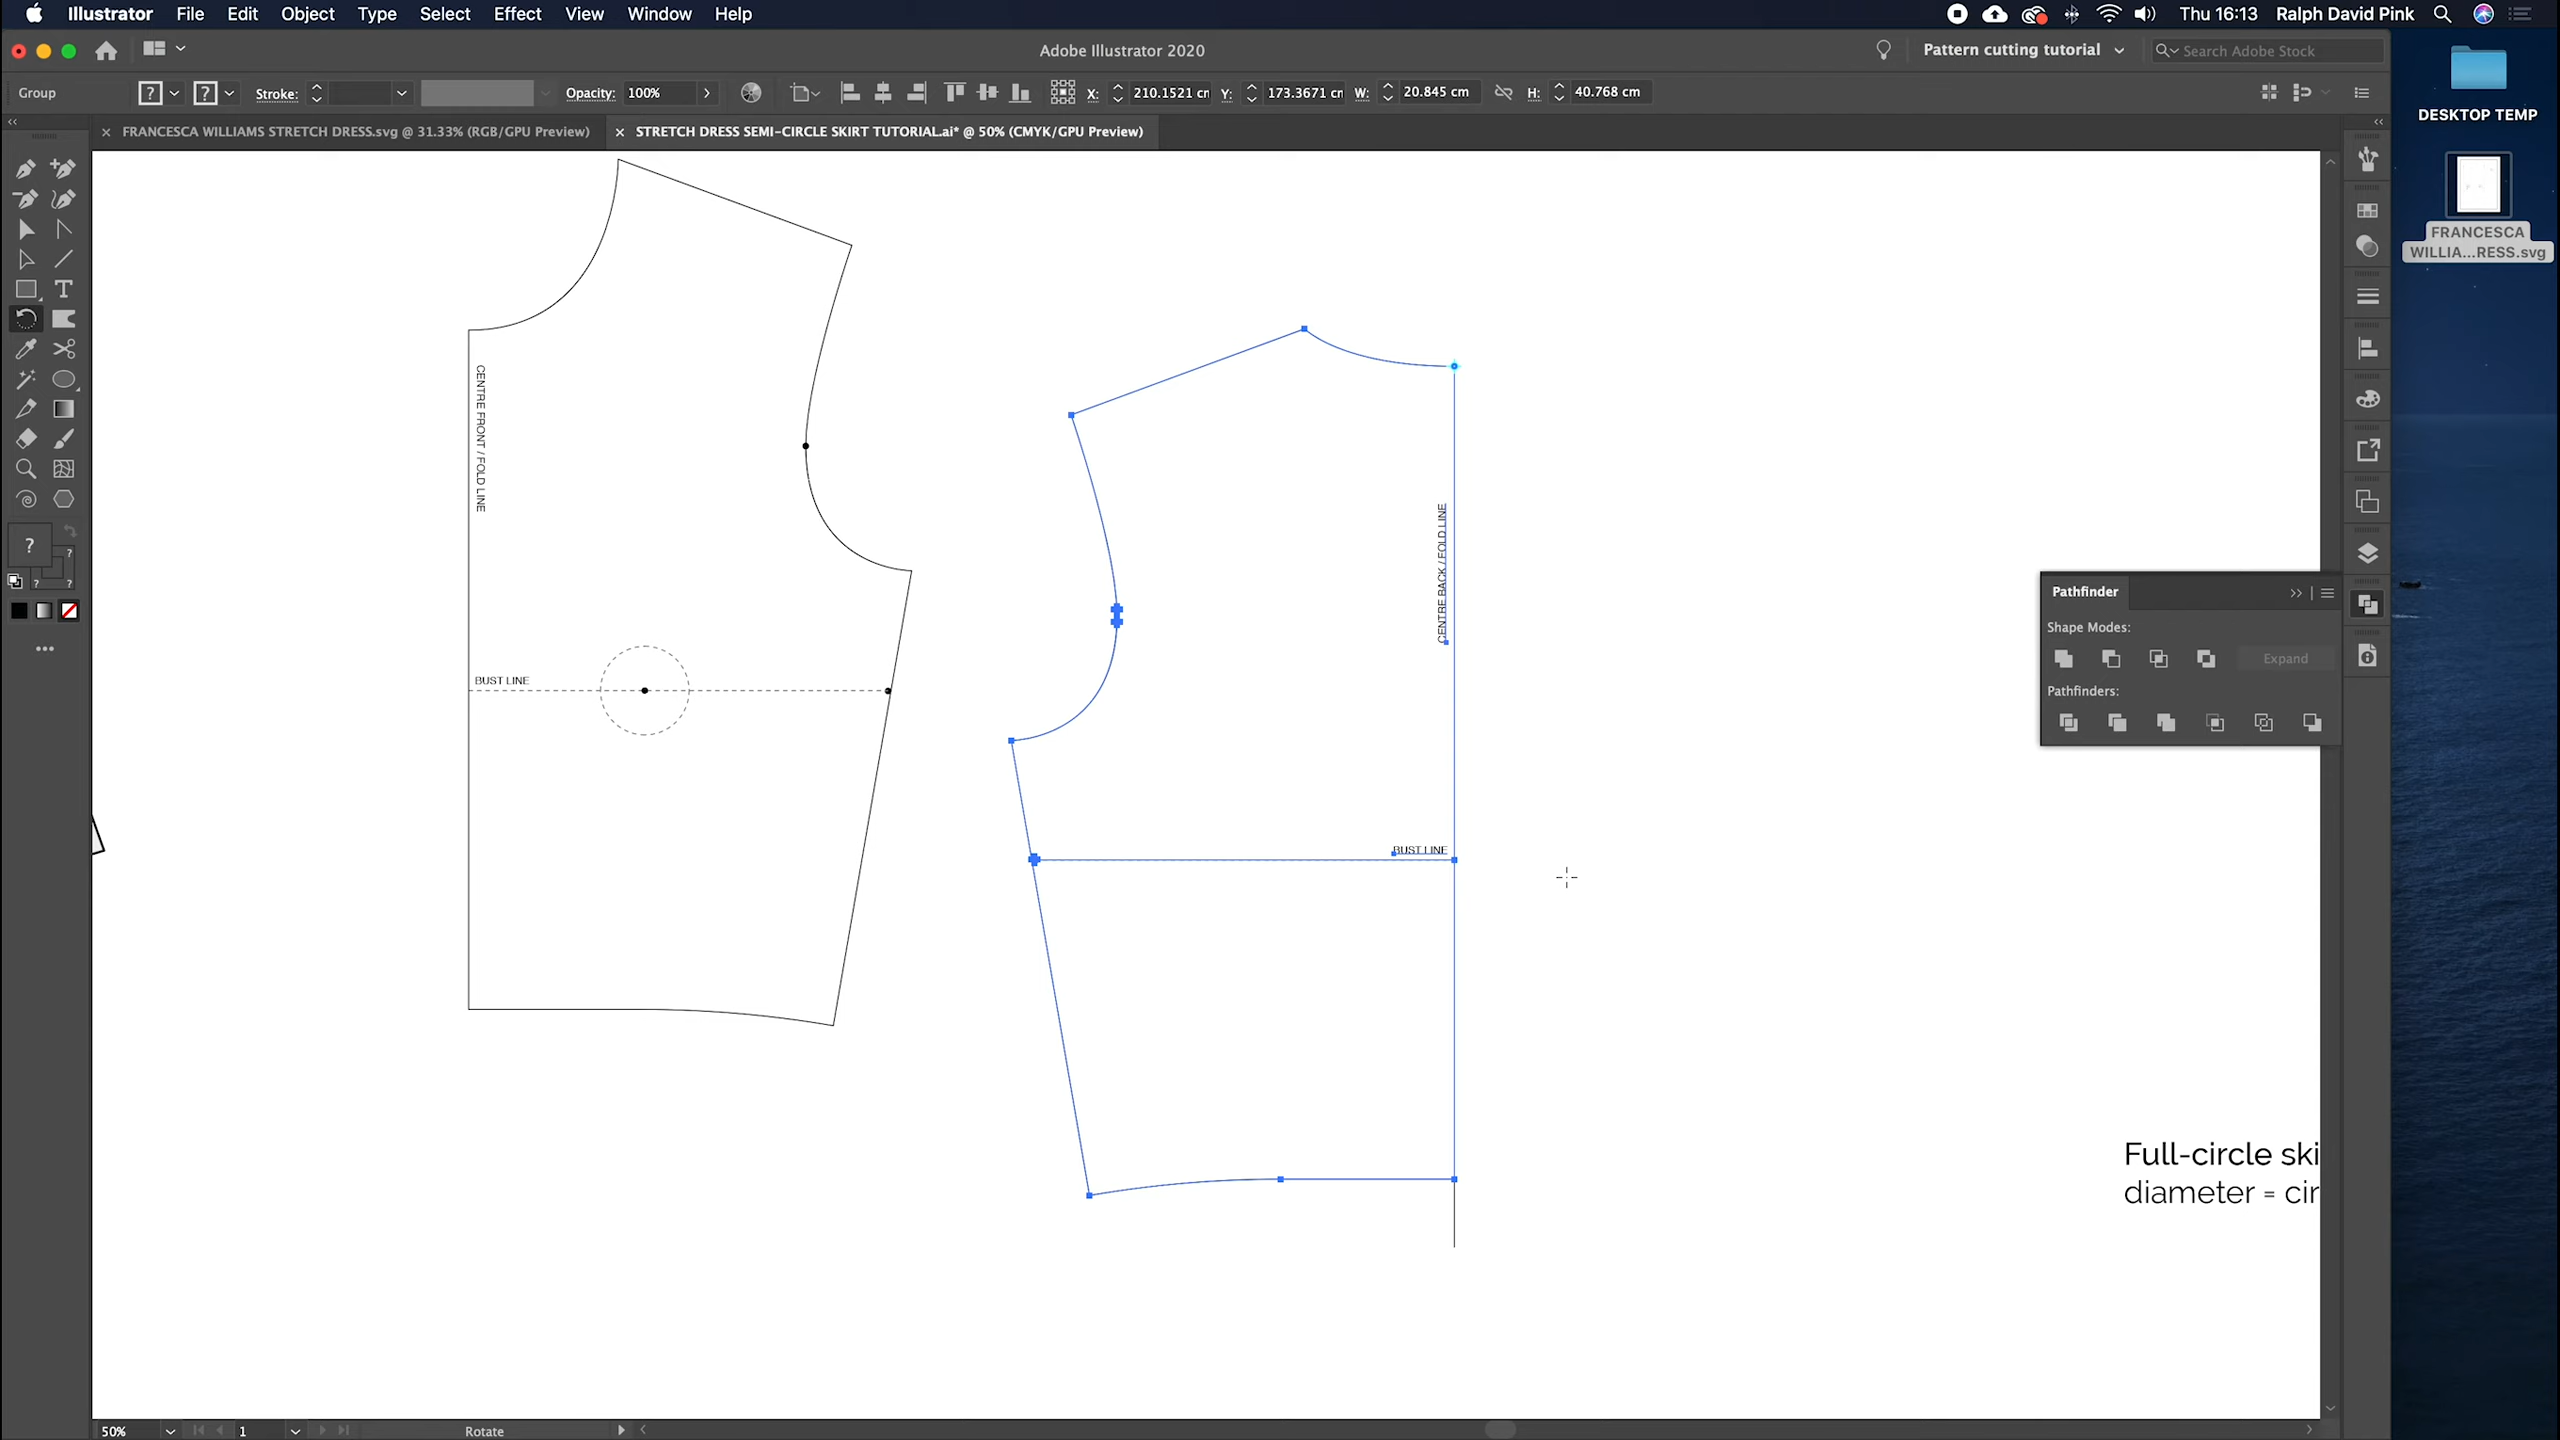 Illustrator File Edit Object Type Select Effect View Window Help
Thu 16:13 Ralph David Pink
Adobe Illustrator 2020
Pattern cutting tutorial
Search Adobe Stock
Group
Stroke:
Opacity: 100%
X: 210.1521 cm
Y: 173.3671 cm
W: 20.845 cm
H: 40.768 cm
FRANCESCA WILLIAMS STRETCH DRESS.svg @ 31.33% (RGB/GPU Preview)
STRETCH DRESS SEMI-CIRCLE SKIRT TUTORIAL.ai* @ 50% (CMYK/GPU Preview)
DESKTOP TEMP
FRANCESCA
WILLIA...RESS.svg
CENTRE FRONT / FOLD LINE
BUST LINE
CENTRE BACK / FOLD LINE
BUST LINE
Pathfinder
Shape Modes:
Expand
Pathfinders:
Full-circle ski
diameter = cir
50%
1
Rotate